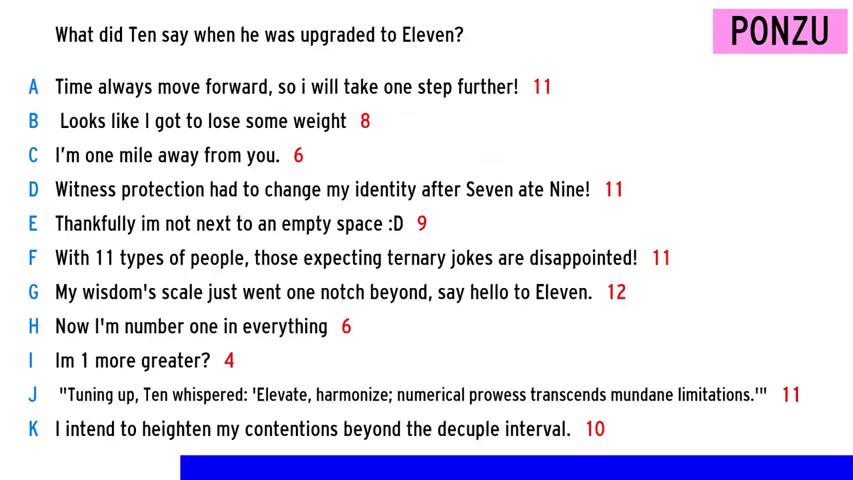 What did Ten say when he was upgraded to Eleven?
PONZU
A Time always move forward, so i will take one step further! 11
B Looks like I got to lose some weight 8
C I'm one mile away from you. 6
D Witness protection had to change my identity after Seven ate Nine! 11
E Thankfully im not next to an empty space :D 9
F With 11 types of people, those expecting ternary jokes are disappointed! 11
G My wisdom's scale just went one notch beyond, say hello to Eleven. 12
H Now I'm number one in everything 6
I Im 1 more greater? 4
J "Tuning up, Ten whispered: 'Elevate, harmonize; numerical prowess transcends mundane limitations.'" 11
K I intend to heighten my contentions beyond the decuple interval. 10